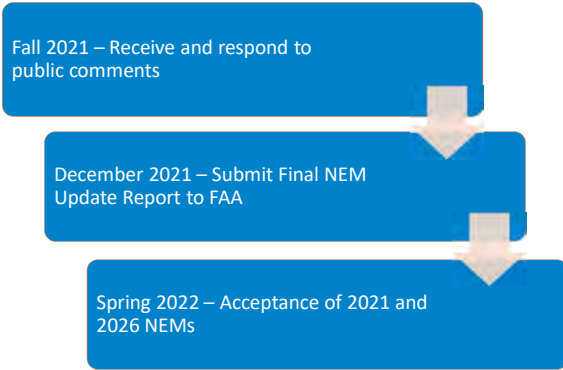 Fall 2021 – Receive and respond to
public comments
December 2021 – Submit Final NEM
Update Report to FAA
Spring 2022 – Acceptance of 2021 and
2026 NEMs